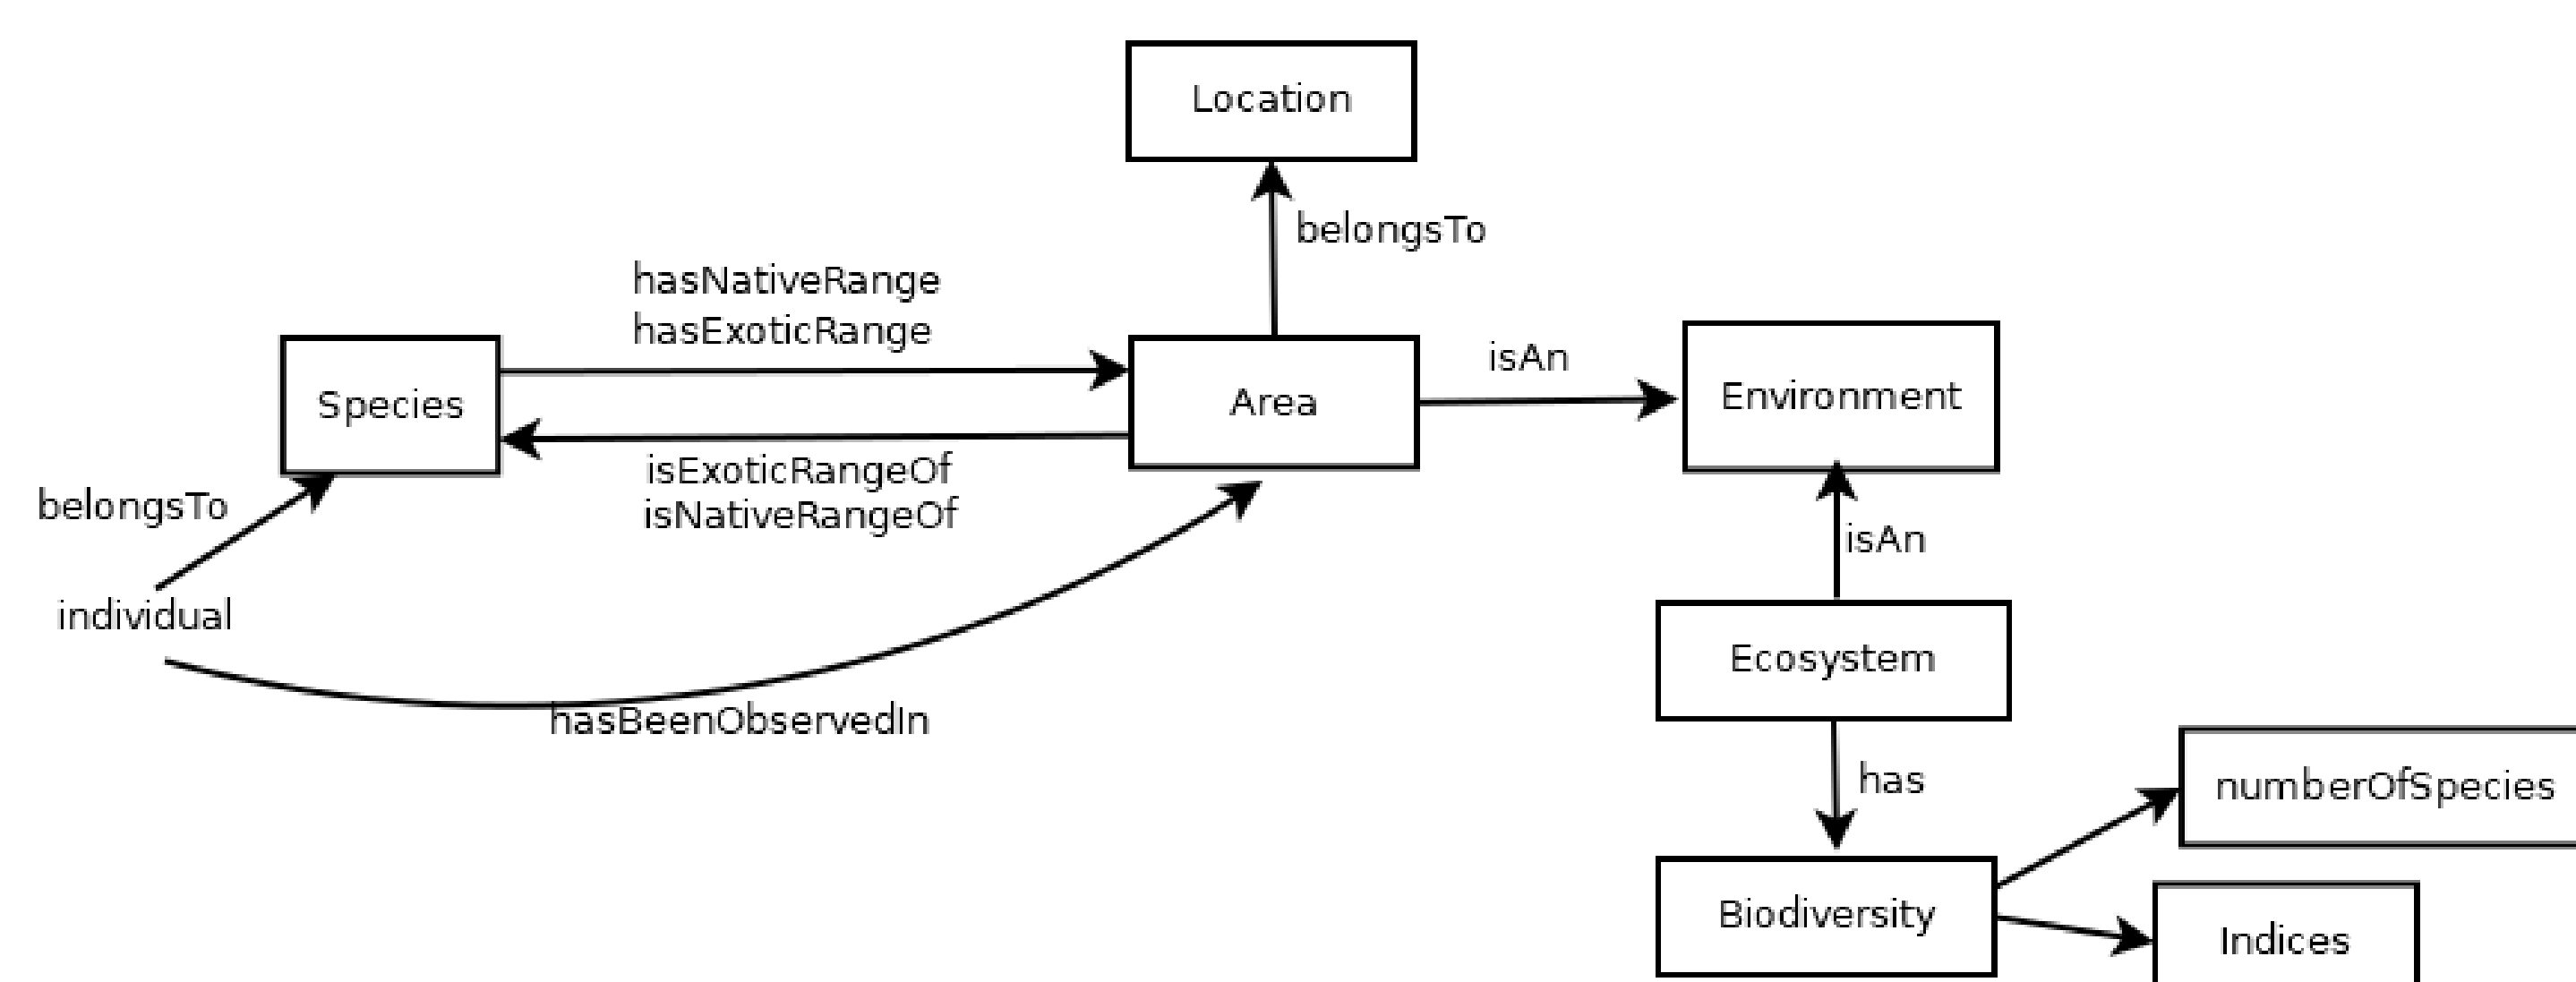 Location
belongsTo
hasNativeRange
hasExoticRange
Species
Area
isAn
Environment
isExoticRangeOf
isNativeRangeOf
belongsTo
isAn
individual
Ecosystem
hasBeenObservedIn
has
numberOfSpecies
Biodiversity
Indices